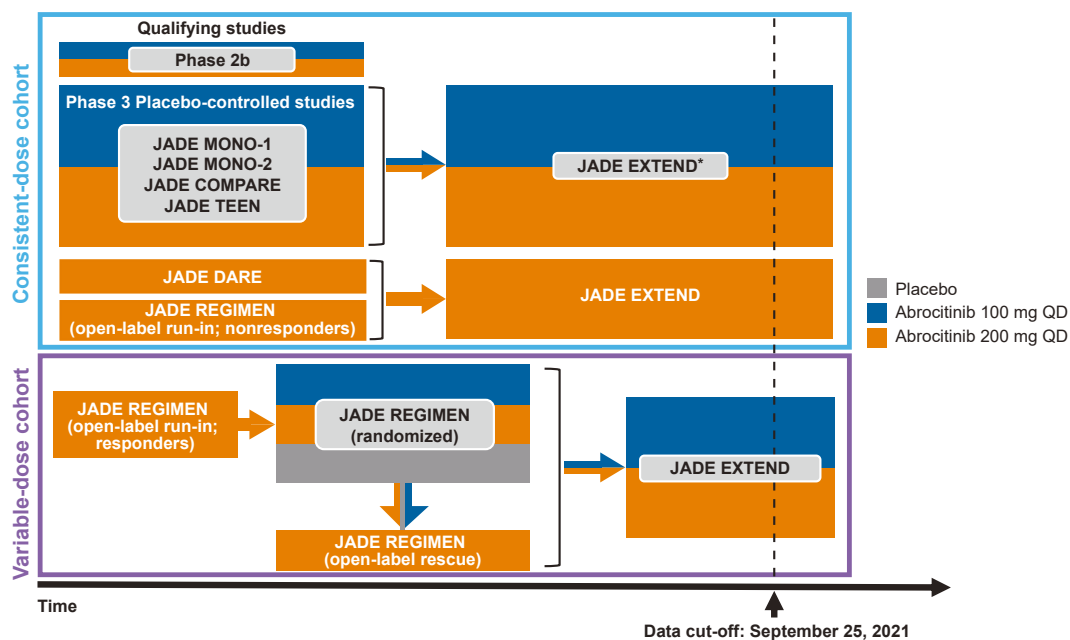 Consistent-dose cohort
Qualifying studies
Phase 2b
Phase 3 Placebo-controlled studies
JADE MONO-1
JADE MONO-2
JADE COMPARE
JADE TEEN
JADE EXTEND*
JADE DARE
JADE REGIMEN
(open-label run-in; nonresponders)
JADE EXTEND
Placebo
Abrocitinib 100 mg QD
Abrocitinib 200 mg QD
Variable-dose cohort
JADE REGIMEN
(open-label run-in;
responders)
JADE REGIMEN
(randomized)
JADE REGIMEN
(open-label rescue)
JADE EXTEND
Time
Data cut-off: September 25, 2021